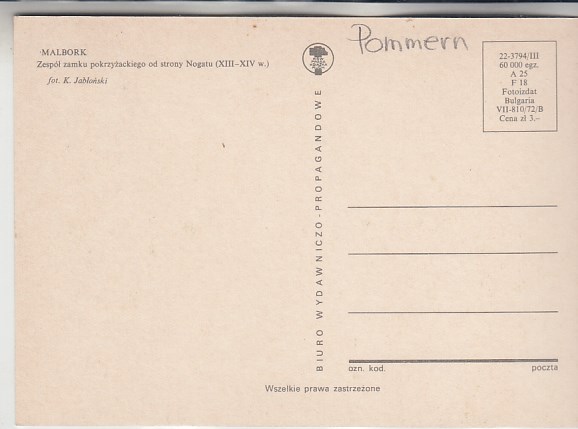 MALBORK
Zespół zamku pokrzyżackiego od strony Nogatu (XIII–XIV w.)
fot. K. Jabłoński
Pommern
22-3794/III
60 000 egz.
A 25
F 18
Fotoizdat
Bulgaria
VII-810/72/B
Cena zł 3.–
BIURO WYDAWNICZO-PROPAGANDOWE
ozn. kod. poczta
Wszelkie prawa zastrzeżone